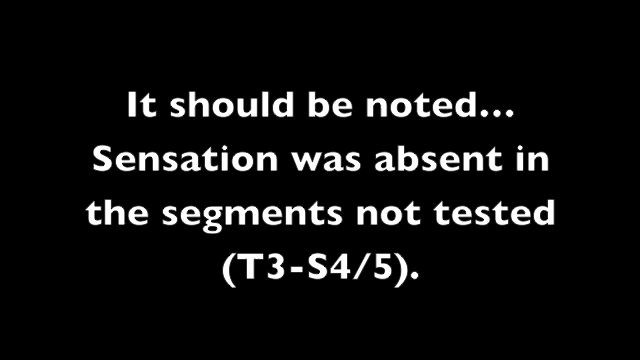 It should be noted...
Sensation was absent in
the segments not tested
(T3-S4/5).